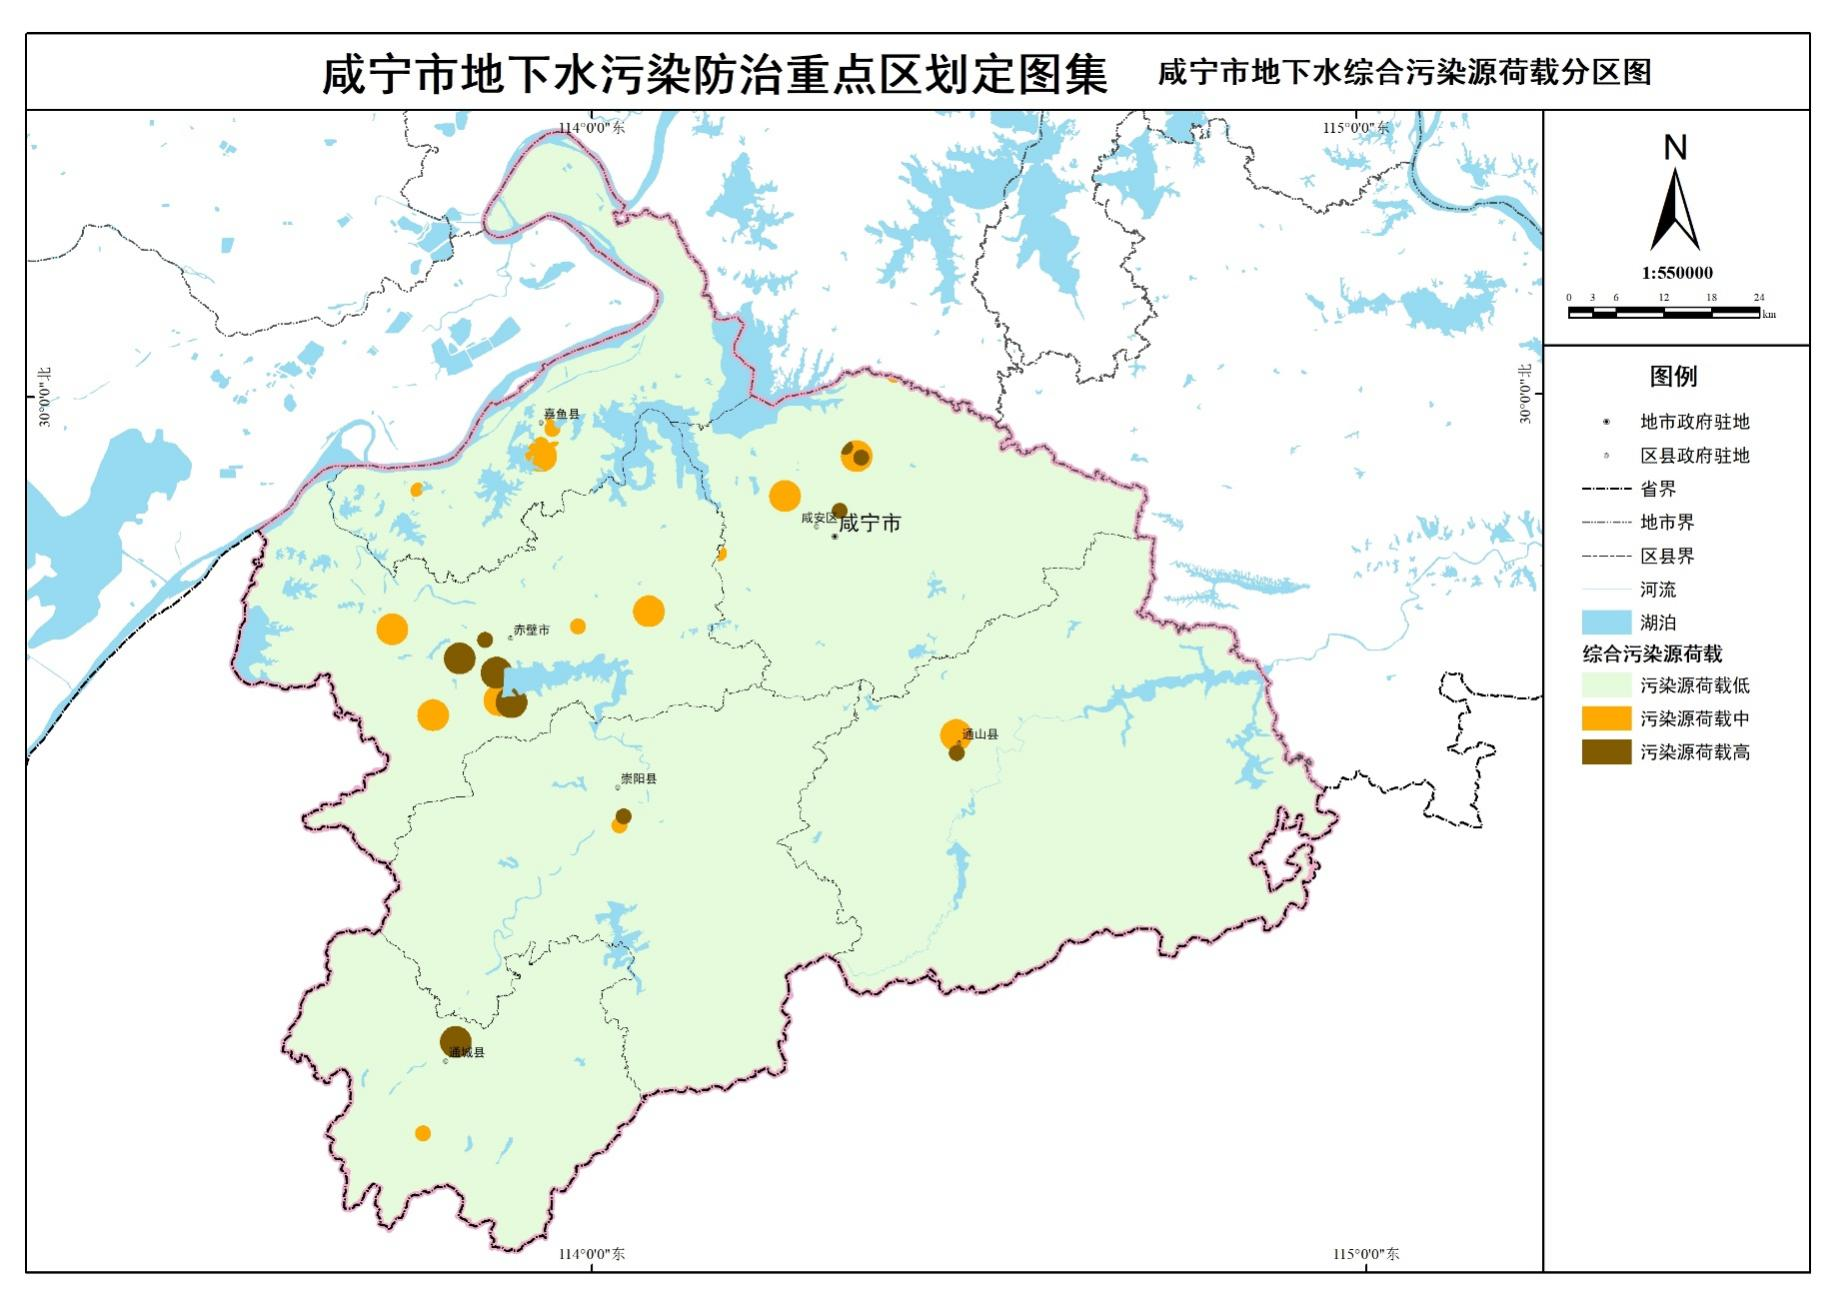 咸宁市地下水污染防治重点区划定图集 咸宁市地下水综合污染源荷载分区图
114°0'0"东 115°0'0"东
N
1:550000
0 3 6 12 18 24 km
30°0'0"北 30°0'0"北
图例
地市政府驻地
区县政府驻地
省界
地市界
区县界
河流
湖泊
综合污染源荷载
污染源荷载低
污染源荷载中
污染源荷载高
嘉鱼县
咸安区
咸宁市
赤壁市
通山县
崇阳县
通城县
114°0'0"东 115°0'0"东